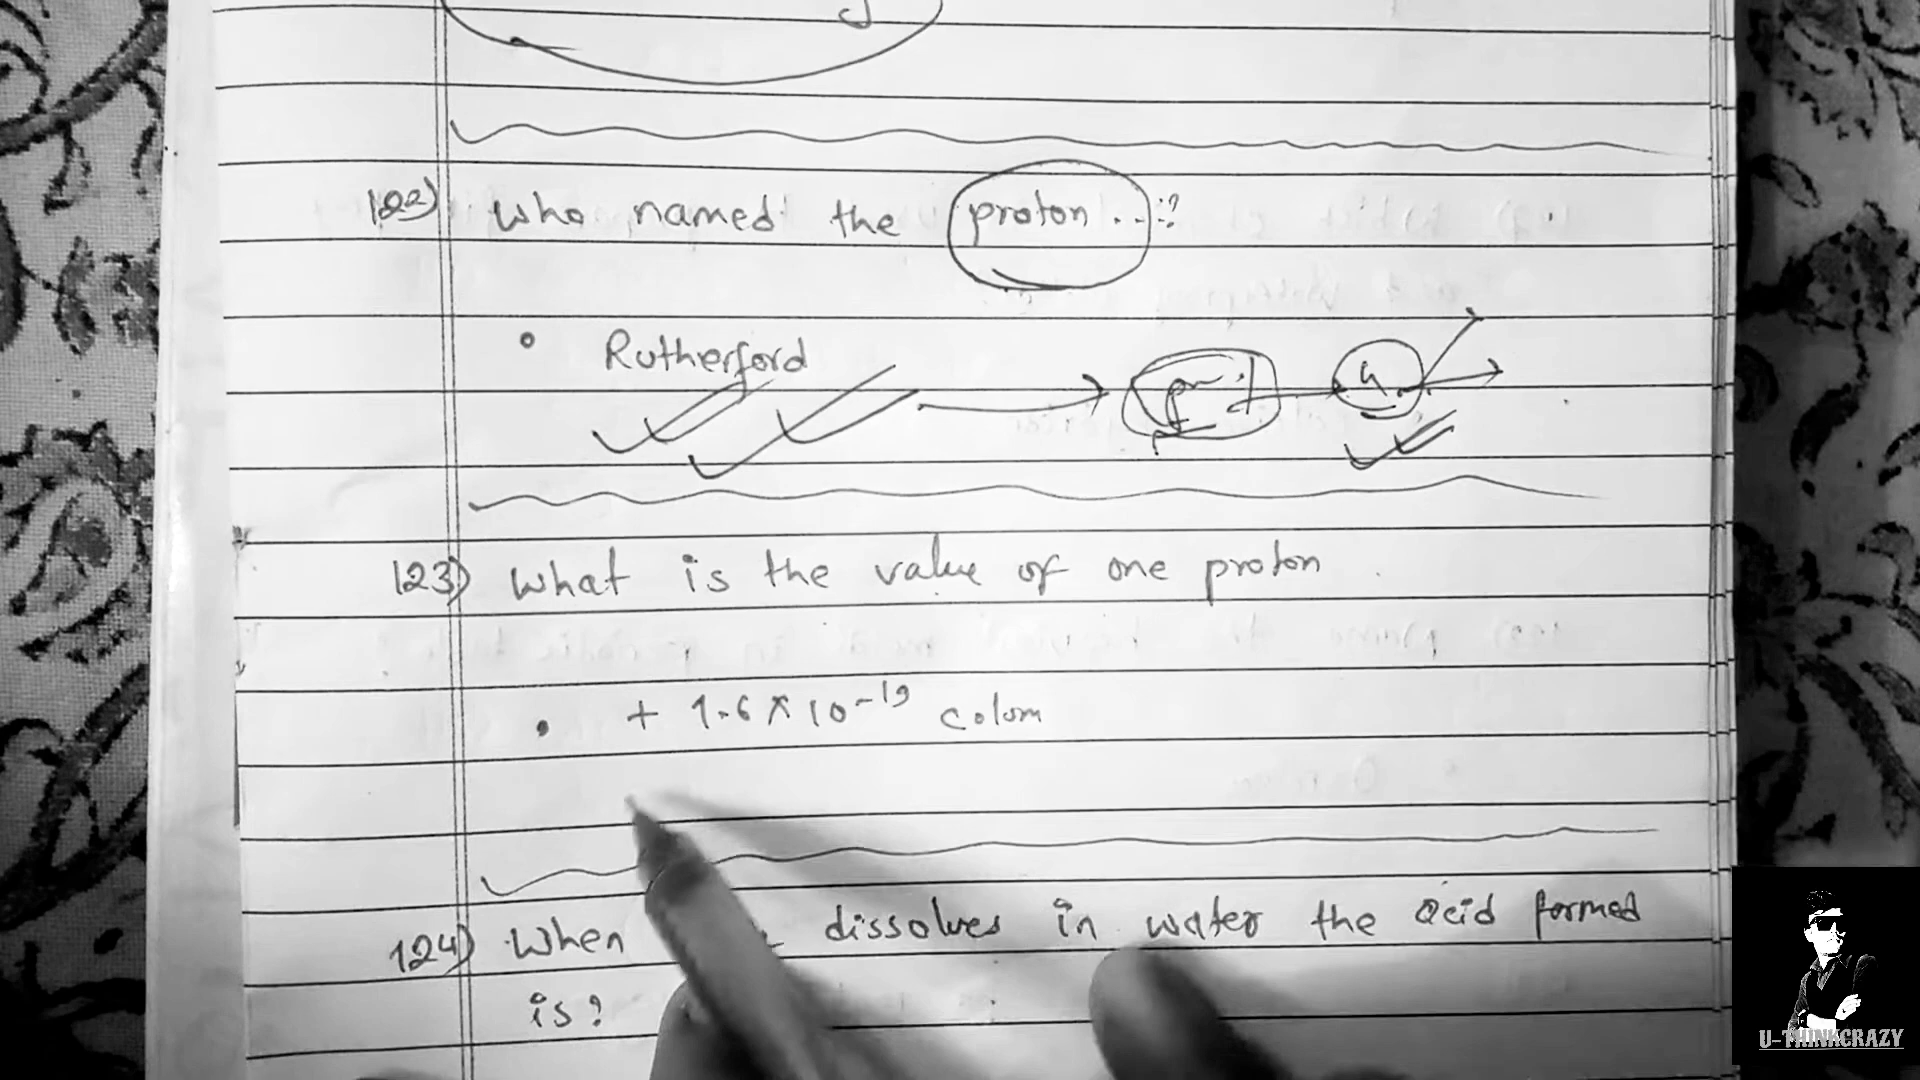 122) who named the proton...?
• Rutherford
123) What is the value of one proton
• + 1.6 × 10-19 colom
124) When dissolves in water the acid formed
is?
U-THINKCRAZY